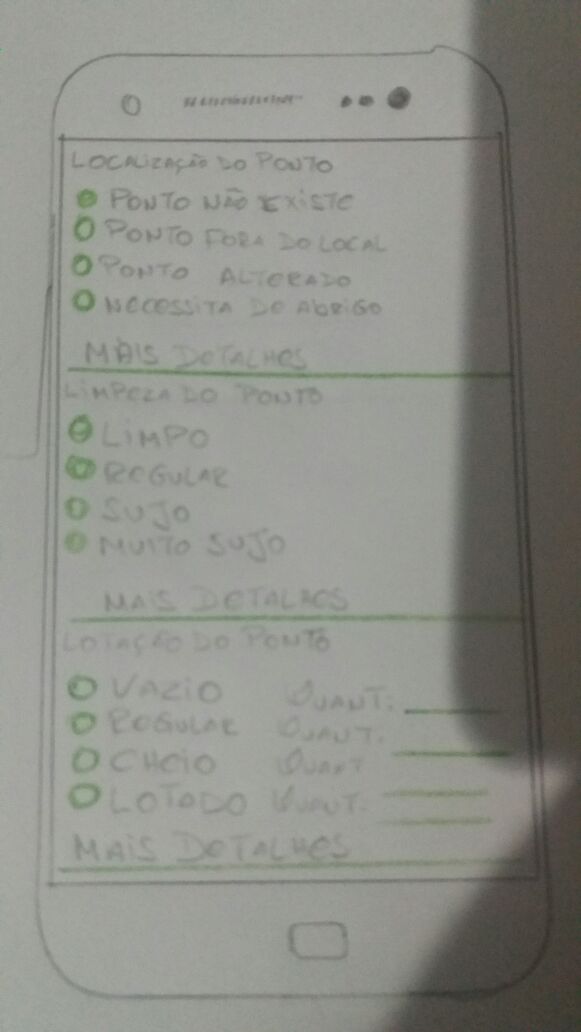 LOCALIZAÇÃO DO PONTO
PONTO NÃO EXISTE
PONTO FORA DO LOCAL
PONTO ALTERADO
NECESSITA DE ABRIGO
MAIS DETALHES
LIMPEZA DO PONTO
LIMPO
REGULAR
SUJO
MUITO SUJO
MAIS DETALHES
LOTAÇÃO DO PONTO
VAZIO QUANT:
REGULAR QUANT.
CHEIO QUANT
LOTADO QUANT.
MAIS DETALHES